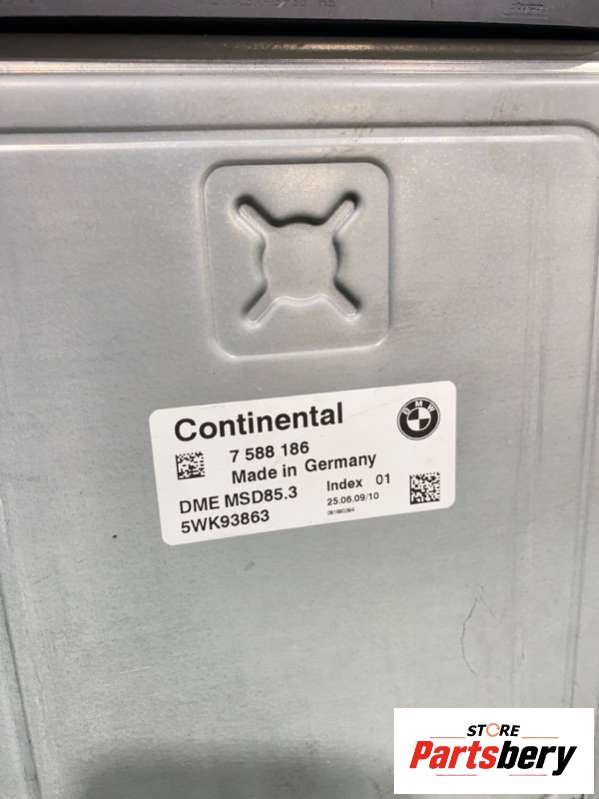 Continental
BMW
7 588 186
Made in Germany
DME MSD85.3
Index 01
5WK93863
25.06.09/10
STORE
Partsbery